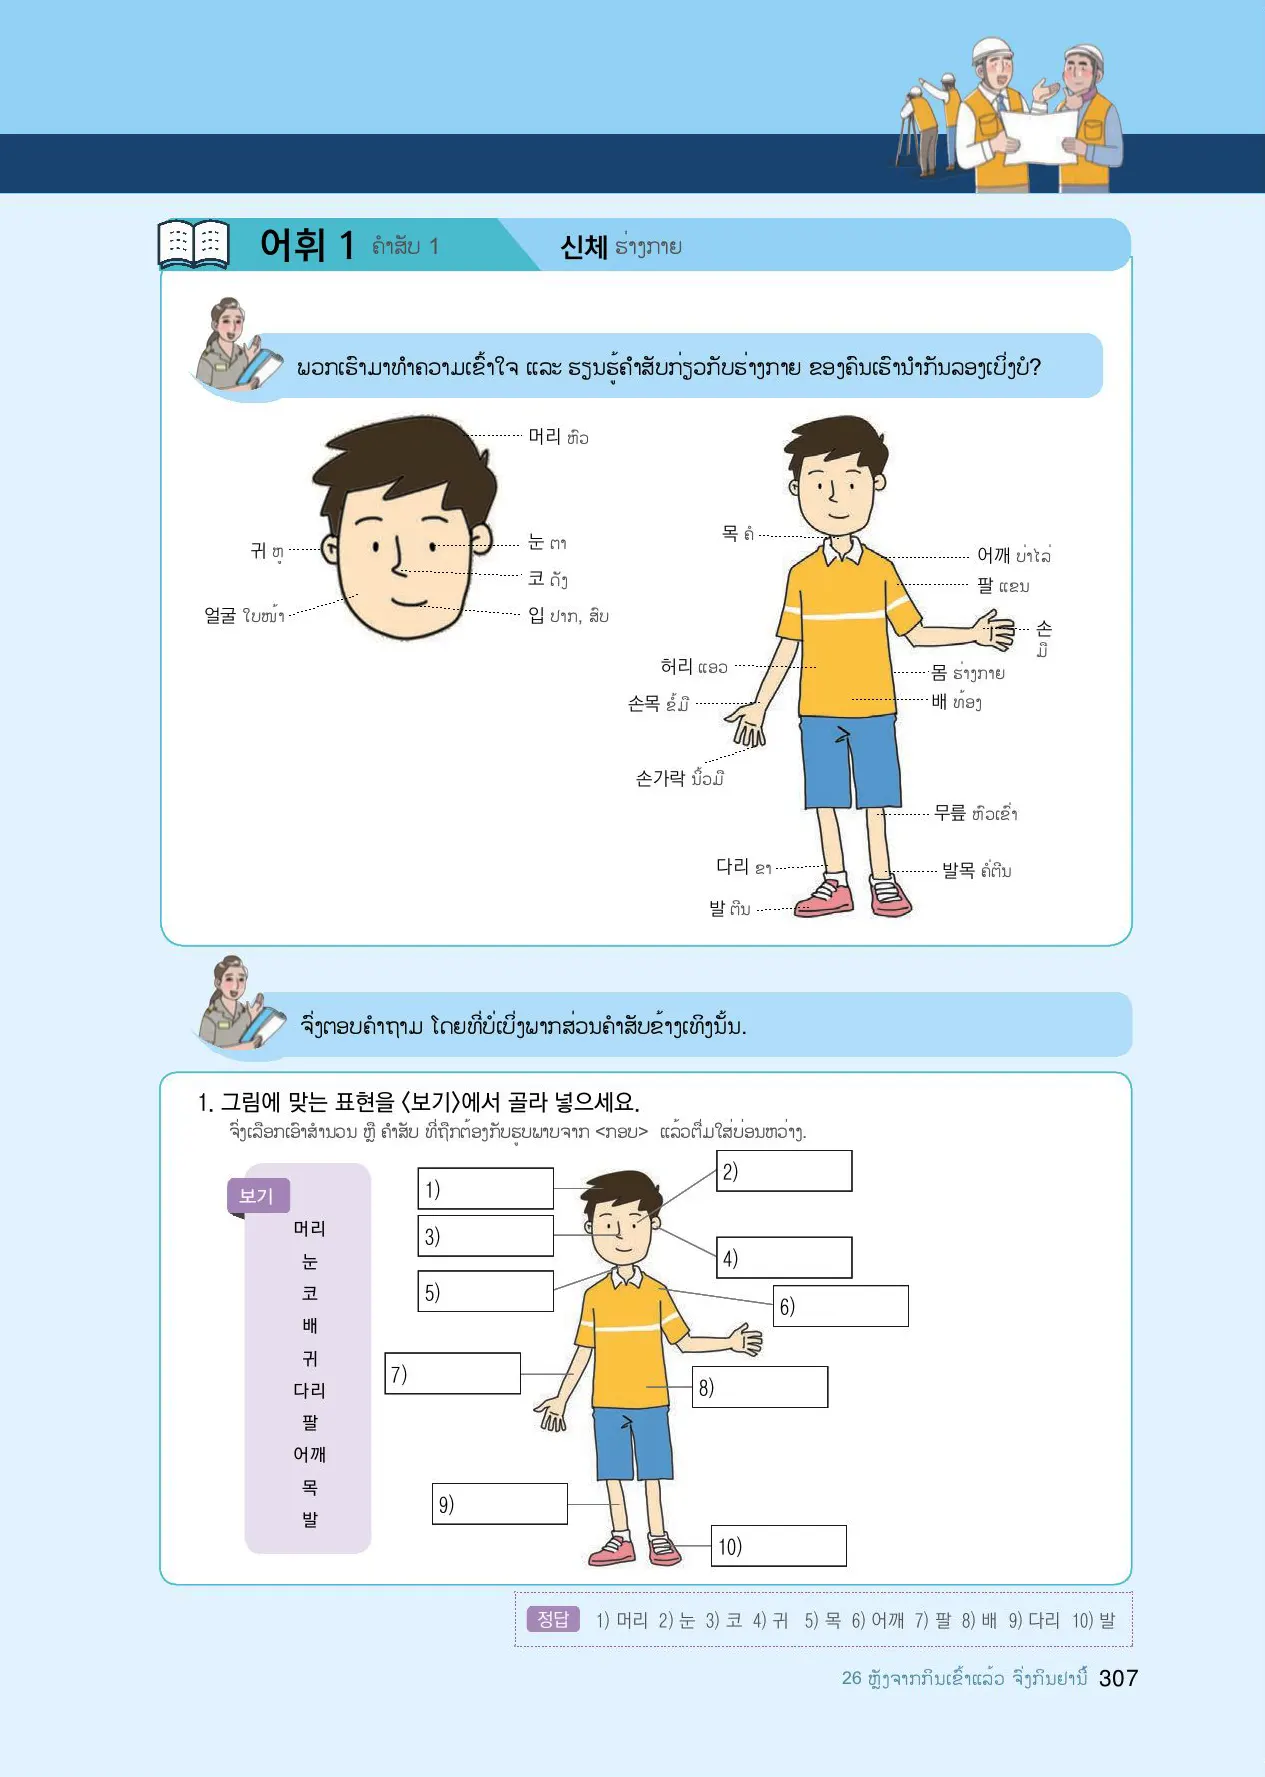 어휘 1 ຄຳສັບ 1 신체 ຮ່າງກາຍ
ພວກເຮົາມາທຳຄວາມເຂົ້າໃຈ ແລະ ຮຽນຮູ້ຄຳສັບກ່ຽວກັບຮ່າງກາຍ ຂອງຄົນເຮົານຳກັນລອງເບິ່ງບໍ?
머리 ຫົວ
귀 ຫູ
눈 ຕາ
코 ດັງ
얼굴 ໃບໜ້າ
입 ປາກ, ສົບ
목 ຄໍ
어깨 ບ່າໄລ່
팔 ແຂນ
손
ມື
허리 ແອວ
몸 ຮ່າງກາຍ
손목 ຂໍ້ມື
배 ທ້ອງ
손가락 ນິ້ວມື
무릎 ຫົວເຂົ່າ
다리 ຂາ
발목 ຄໍ່ຕີນ
발 ຕີນ
ຈົ່ງຕອບຄຳຖາມ ໂດຍທີ່ບໍ່ເບິ່ງພາກສ່ວນຄຳສັບຂ້າງເທິງນັ້ນ.
1. 그림에 맞는 표현을 〈보기〉에서 골라 넣으세요.
ຈົ່ງເລືອກເອົາສຳນວນ ຫຼື ຄຳສັບ ທີ່ຖືກຕ້ອງກັບຮູບພາບຈາກ <ກອບ> ແລ້ວຕື່ມໃສ່ບ່ອນຫວ່າງ.
보기
머리
눈
코
배
귀
다리
팔
어깨
목
발
1)
2)
3)
4)
5)
6)
7)
8)
9)
10)
정답 1) 머리 2) 눈 3) 코 4) 귀 5) 목 6) 어깨 7) 팔 8) 배 9) 다리 10) 발
26 ຫຼັງຈາກກິນເຂົ້າແລ້ວ ຈົ່ງກິນຢານີ້ 307